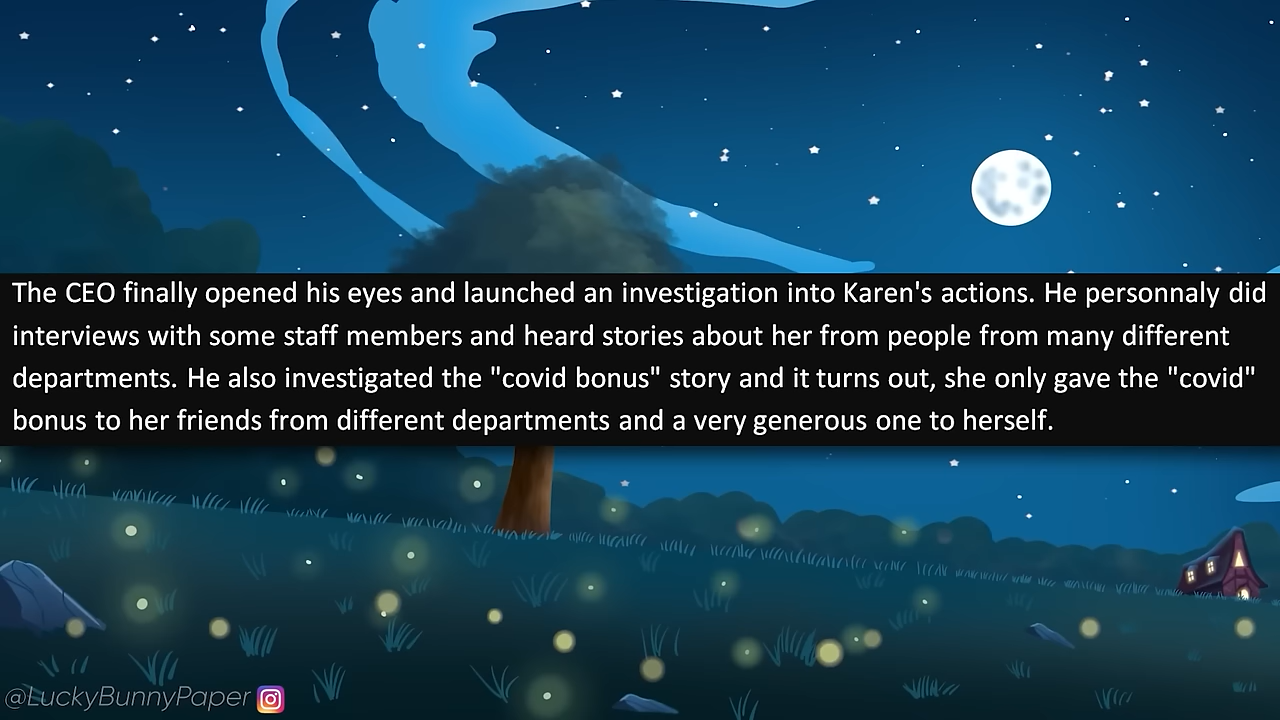 The CEO finally opened his eyes and launched an investigation into Karen's actions. He personnaly did
interviews with some staff members and heard stories about her from people from many different
departments. He also investigated the "covid bonus" story and it turns out, she only gave the "covid"
bonus to her friends from different departments and a very generous one to herself.
@LuckyBunnyPaper